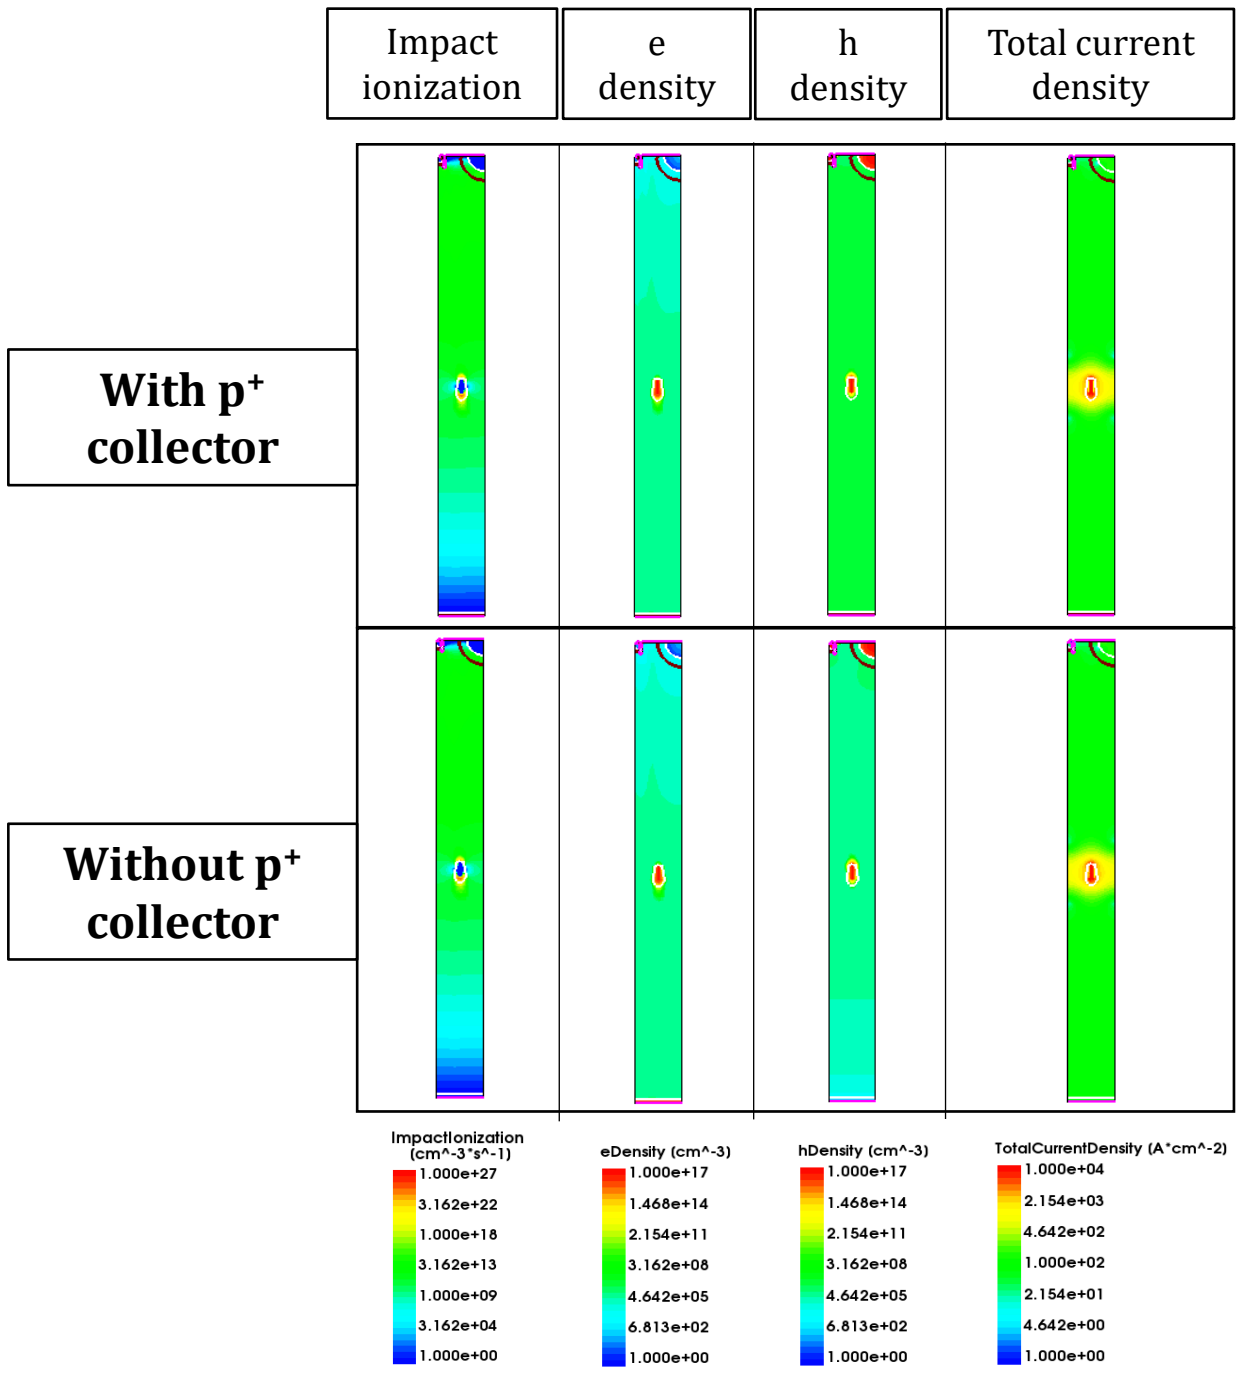 Impact
ionization
e
density
h
density
Total current
density
With p⁺
collector
Without p⁺
collector
ImpactIonization
(cm^-3*s^-1)
1.000e+27
3.162e+22
1.000e+18
3.162e+13
1.000e+09
3.162e+04
1.000e+00
eDensity (cm^-3)
1.000e+17
1.468e+14
2.154e+11
3.162e+08
4.642e+05
6.813e+02
1.000e+00
hDensity (cm^-3)
1.000e+17
1.468e+14
2.154e+11
3.162e+08
4.642e+05
6.813e+02
1.000e+00
TotalCurrentDensity (A*cm^-2)
1.000e+04
2.154e+03
4.642e+02
1.000e+02
2.154e+01
4.642e+00
1.000e+00